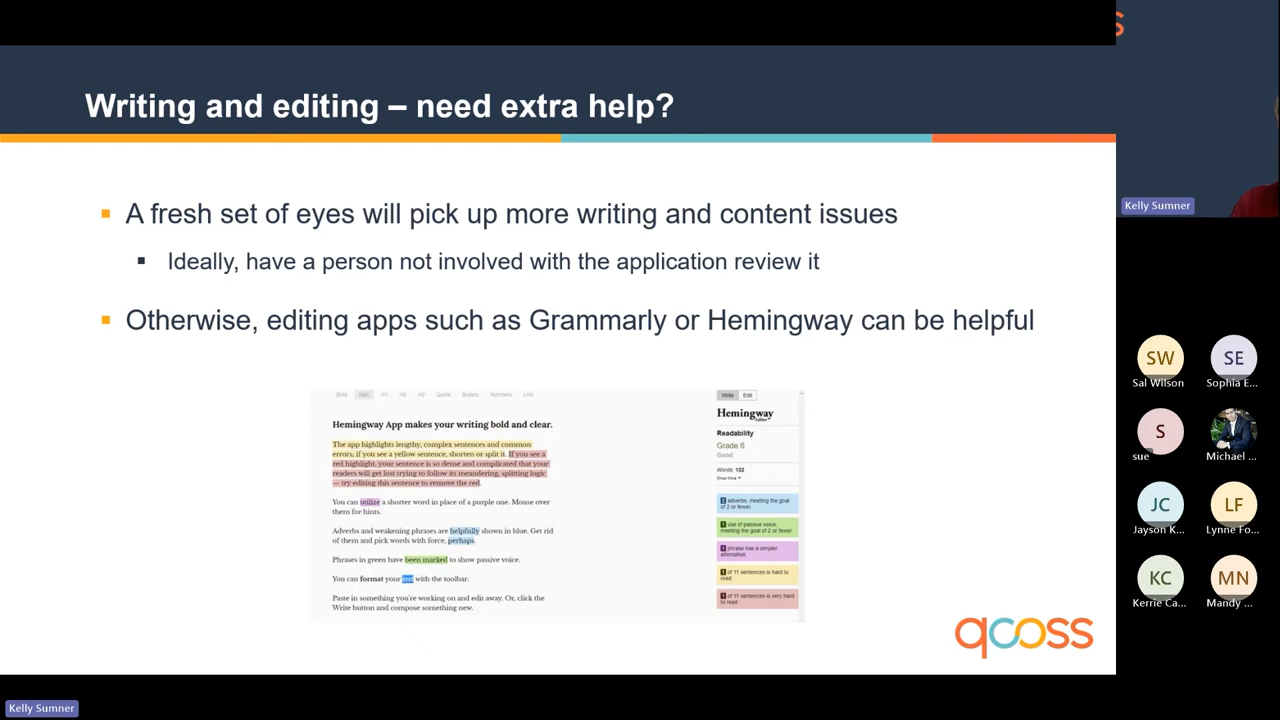 Writing and editing – need extra help?
A fresh set of eyes will pick up more writing and content issues
Ideally, have a person not involved with the application review it
Otherwise, editing apps such as Grammarly or Hemingway can be helpful
Bold Italic H1 H2 H3 Quote Bullets Numbers Link
Hemingway App makes your writing bold and clear.
The app highlights lengthy, complex sentences and common
errors; if you see a yellow sentence, shorten or split it. If you see a
red highlight, your sentence is so dense and complicated that your
readers will get lost trying to follow its meandering, splitting logic
— try editing this sentence to remove the red.
You can utilize a shorter word in place of a purple one. Mouse over
them for hints.
Adverbs and weakening phrases are helpfully shown in blue. Get rid
of them and pick words with force, perhaps.
Phrases in green have been marked to show passive voice.
You can format your text with the toolbar.
Paste in something you're working on and edit away. Or, click the
Write button and compose something new.
Write Edit
Hemingway
Editor
Readability
Grade 6
Good
Words: 133
Show More
2 adverbs, meeting the goal
of 2 or fewer.
1 use of passive voice,
meeting the goal of 2 or fewer.
1 phrase has a simpler
alternative.
1 of 11 sentences is hard to
read.
1 of 11 sentences is very hard
to read.
qcoss
Kelly Sumner
s
Kelly Sumner
SW SE
Sal Wilson Sophia E...
S
sue Michael ...
JC LF
Jayson K... Lynne Fo...
KC MN
Kerrie Ca... Mandy ...